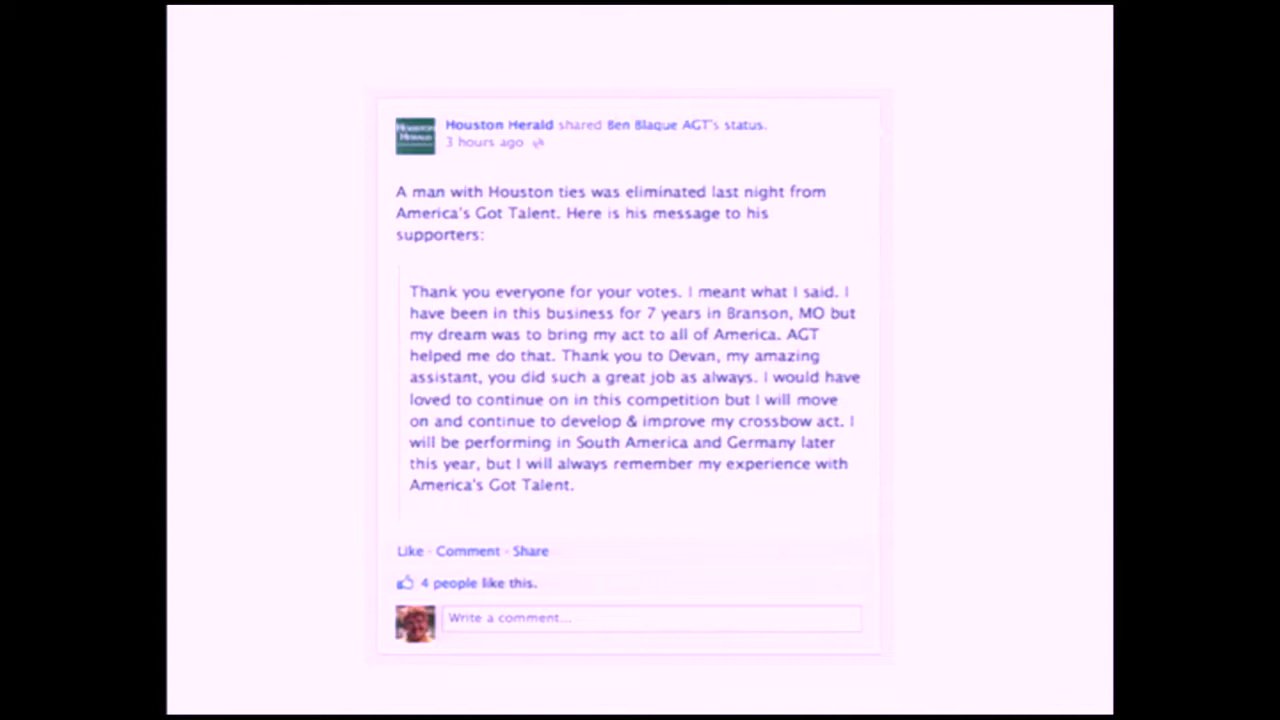 HOUSTON
HERALD
Houston Herald shared Ben Blaque AGT's status.
3 hours ago
A man with Houston ties was eliminated last night from
America's Got Talent. Here is his message to his
supporters:
Thank you everyone for your votes. I meant what I said. I
have been in this business for 7 years in Branson, MO but
my dream was to bring my act to all of America. AGT
helped me do that. Thank you to Devan, my amazing
assistant, you did such a great job as always. I would have
loved to continue on in this competition but I will move
on and continue to develop & improve my crossbow act. I
will be performing in South America and Germany later
this year, but I will always remember my experience with
America's Got Talent.
Like · Comment · Share
4 people like this.
Write a comment...